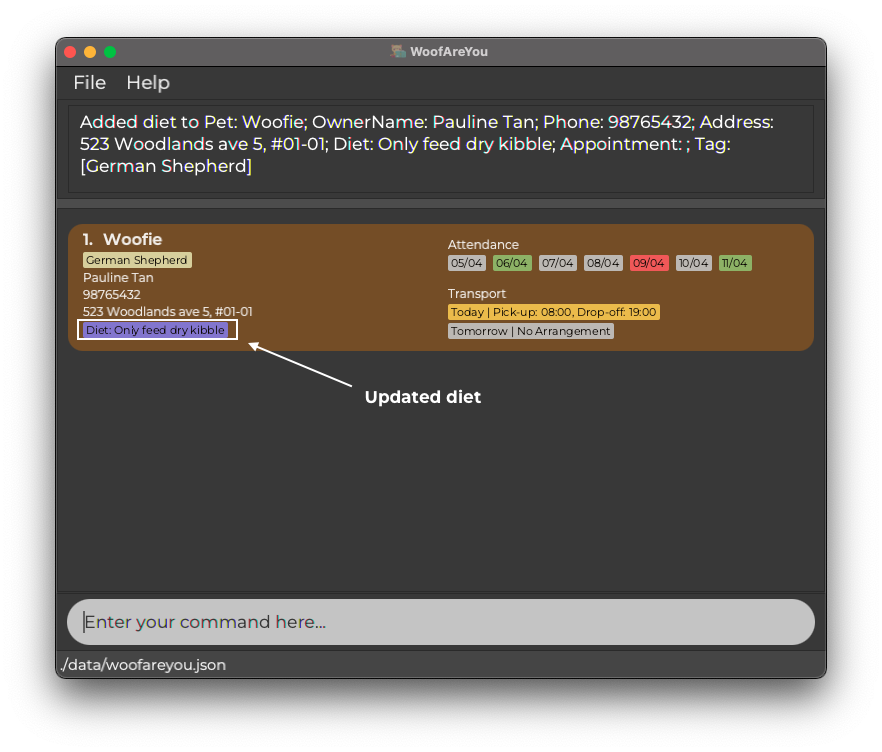 WoofAreYou
File Help
Added diet to Pet: Woofie; OwnerName: Pauline Tan; Phone: 98765432; Address:
523 Woodlands ave 5, #01-01; Diet: Only feed dry kibble; Appointment: ; Tag:
[German Shepherd]
1. Woofie
German Shepherd
Pauline Tan
98765432
523 Woodlands ave 5, #01-01
Diet: Only feed dry kibble
Attendance
05/04 06/04 07/04 08/04 09/04 10/04 11/04
Transport
Today | Pick-up: 08:00, Drop-off: 19:00
Tomorrow | No Arrangement
Updated diet
Enter your command here...
./data/woofareyou.json